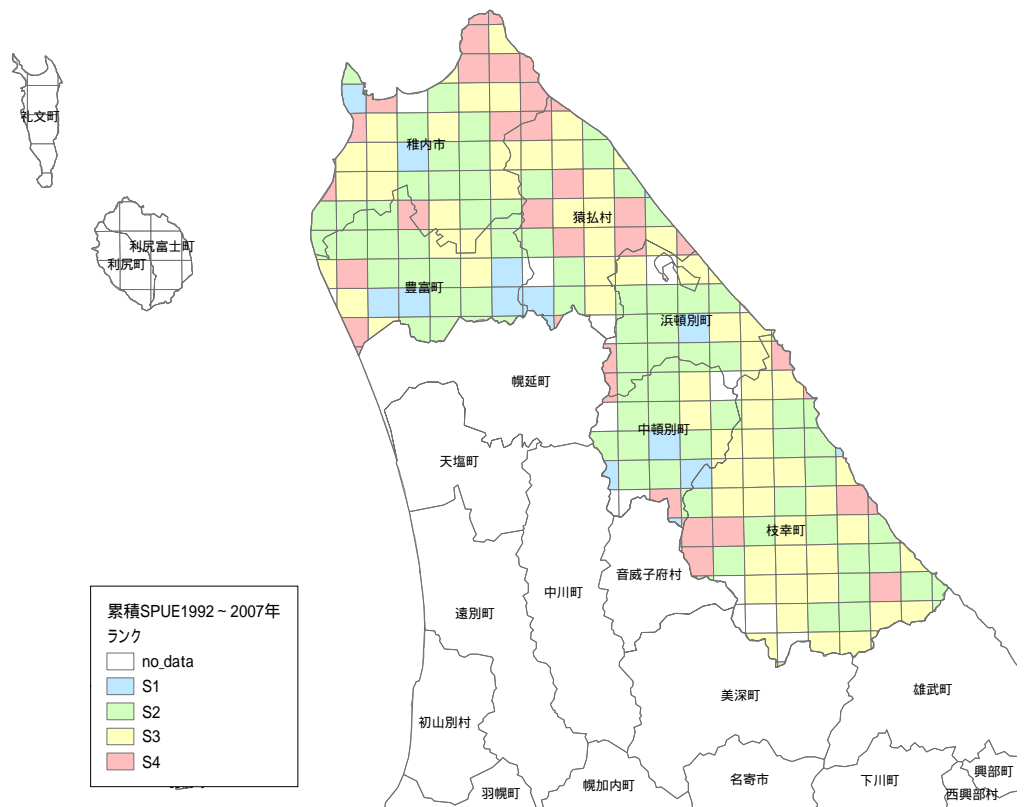 礼文町
稚内市
猿払村
利尻富士町
利尻町
豊富町
浜頓別町
幌延町
中頓別町
天塩町
枝幸町
音威子府村
中川町
遠別町
美深町
雄武町
初山別村
羽幌町
幌加内町
名寄市
下川町
興部町
西興部村
累積SPUE1992~2007年
ランク
no_data
S1
S2
S3
S4